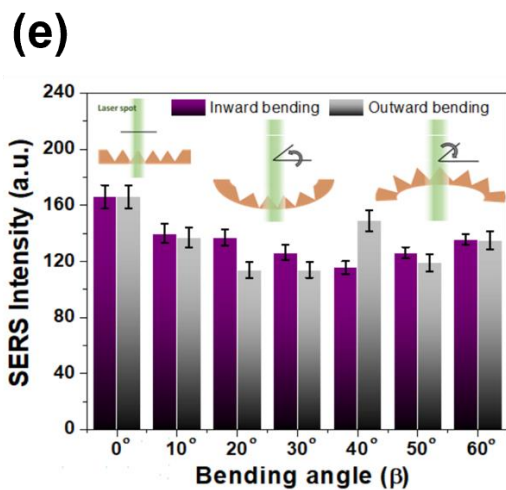 (e)
240
200
160
120
80
40
0
SERS Intensity (a.u.)
Laser spot
Inward bending
Outward bending
0° 10° 20° 30° 40° 50° 60°
Bending angle (β)